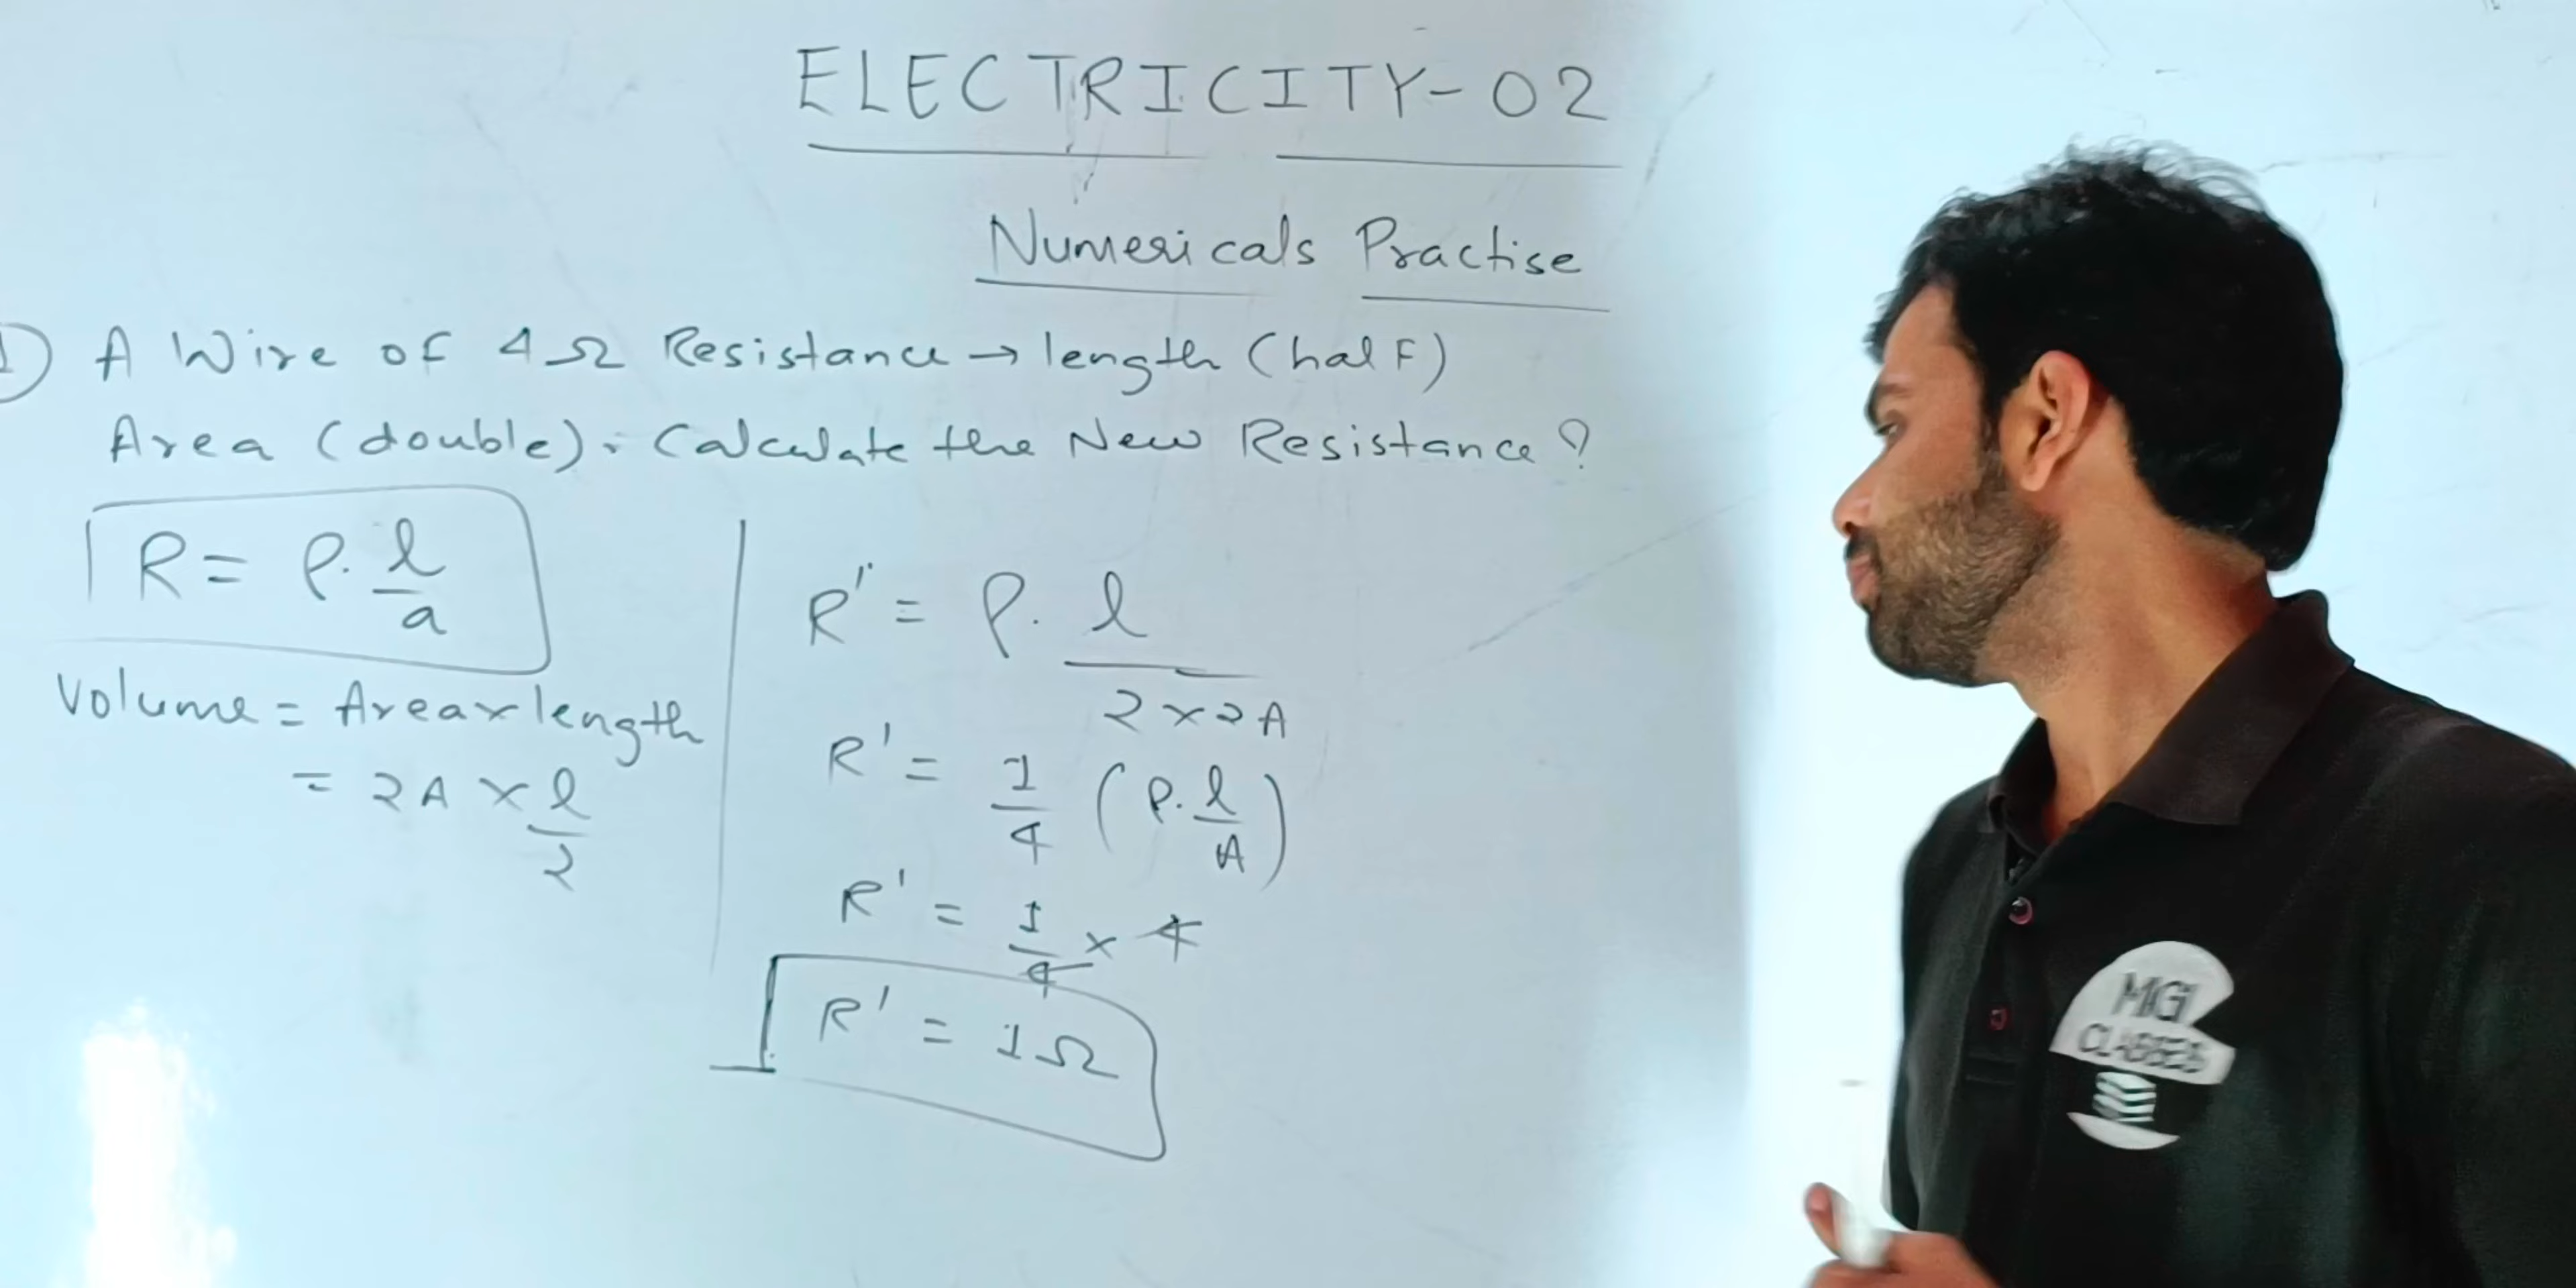 ELECTRICITY-02
Numericals Practise
1) A Wire of 4Ω Resistance → length (half)
Area (double). Calculate the New Resistance?
R = ρ. l/a
Volume = Area × length
= 2A × l/2
R' = ρ. l/(2×2A)
R' = 1/4 (ρ. l/A)
R' = 1/4 × 4
R' = 1Ω
MGI
CLASSES